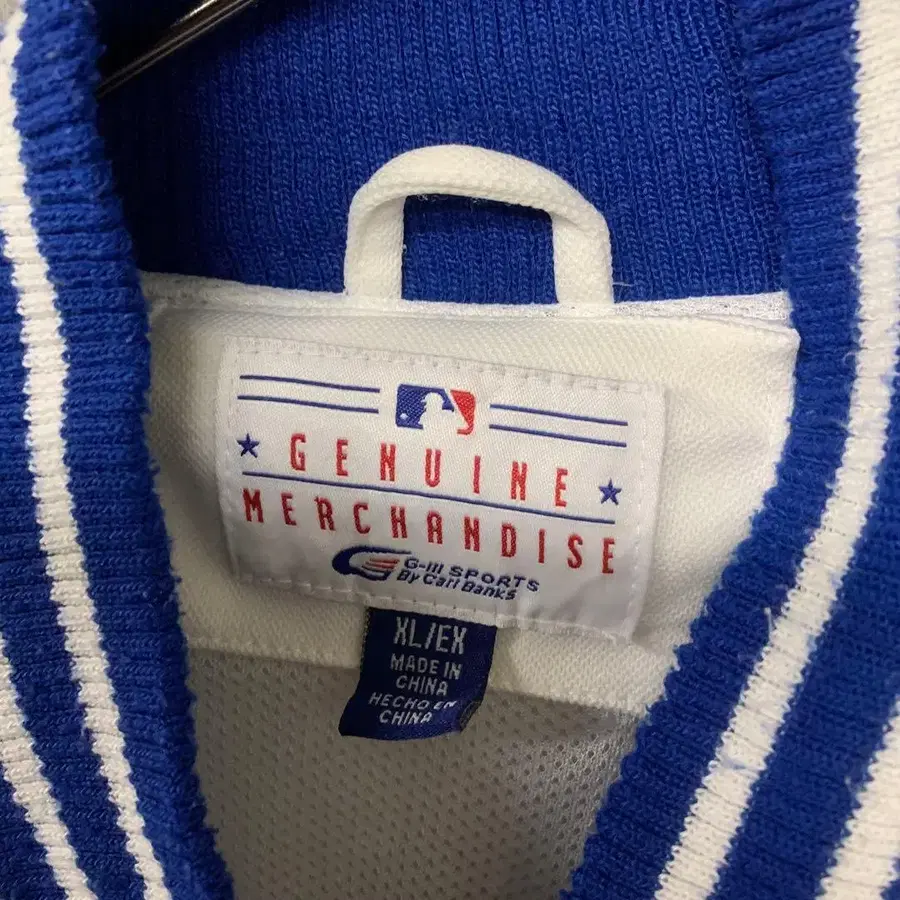 GENUINE
MERCHANDISE
G-III SPORTS
By Carl Banks
XL/EX
MADE IN
CHINA
HECHO EN
CHINA